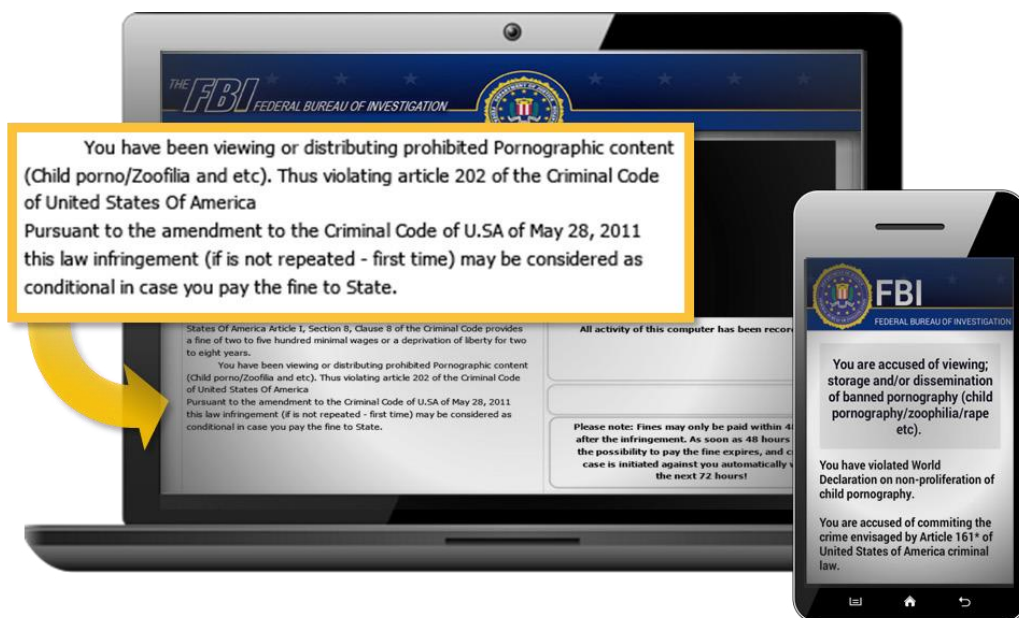 THE FBI FEDERAL BUREAU OF INVESTIGATION
DEPARTMENT OF JUSTICE
You have been viewing or distributing prohibited Pornographic content
(Child porno/Zoofilia and etc). Thus violating article 202 of the Criminal Code
of United States Of America
Pursuant to the amendment to the Criminal Code of U.SA of May 28, 2011
this law infringement (if is not repeated - first time) may be considered as
conditional in case you pay the fine to State.
States Of America Article I, Section 8, Clause 8 of the Criminal Code provides
a fine of two to five hundred minimal wages or a deprivation of liberty for two
to eight years.
You have been viewing or distributing prohibited Pornographic content
(Child porno/Zoofilia and etc). Thus violating article 202 of the Criminal Code
of United States Of America
Pursuant to the amendment to the Criminal Code of U.SA of May 28, 2011
this law infringement (if is not repeated - first time) may be considered as
conditional in case you pay the fine to State.
All activity of this computer has been
Please note: Fines may only be paid within
after the infringement. As soon as 48 hours
the possibility to pay the fine expires, and
case is initiated against you automatically
the next 72 hours!
FBI
FEDERAL BUREAU OF INVESTIGATION
You are accused of viewing;
storage and/or dissemination
of banned pornography (child
pornography/zoophilia/rape
etc).
You have violated World
Declaration on non-proliferation of
child pornography.
You are accused of commiting the
crime envisaged by Article 161* of
United States of America criminal
law.